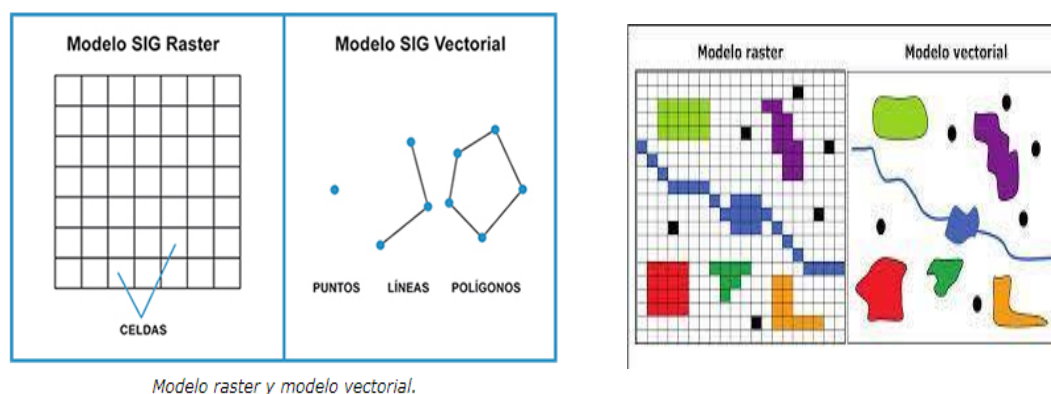 Modelo SIG Raster
CELDAS
Modelo SIG Vectorial
PUNTOS LÍNEAS POLÍGONOS
Modelo raster y modelo vectorial.
Modelo raster
Modelo vectorial